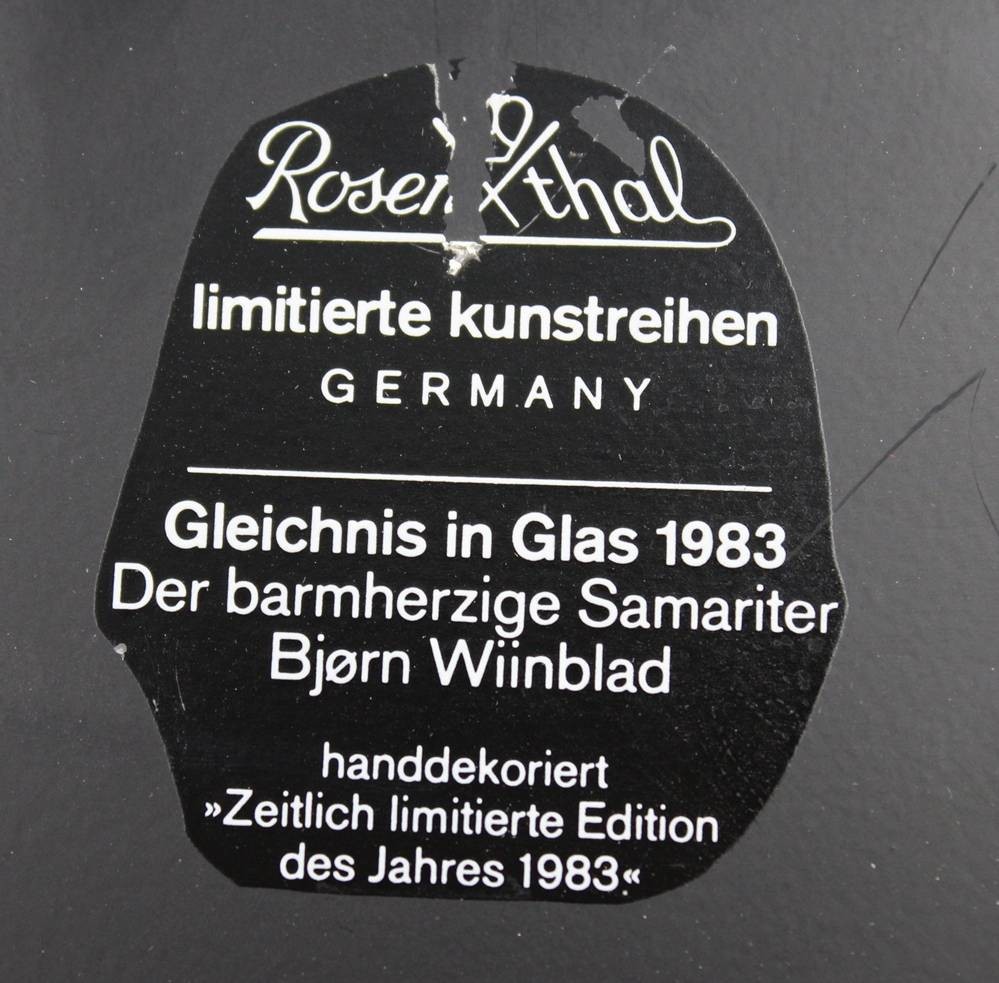 Rosenthal
limitierte kunstreihen
GERMANY
Gleichnis in Glas 1983
Der barmherzige Samariter
Bjørn Wiinblad
handdekoriert
»Zeitlich limitierte Edition
des Jahres 1983«